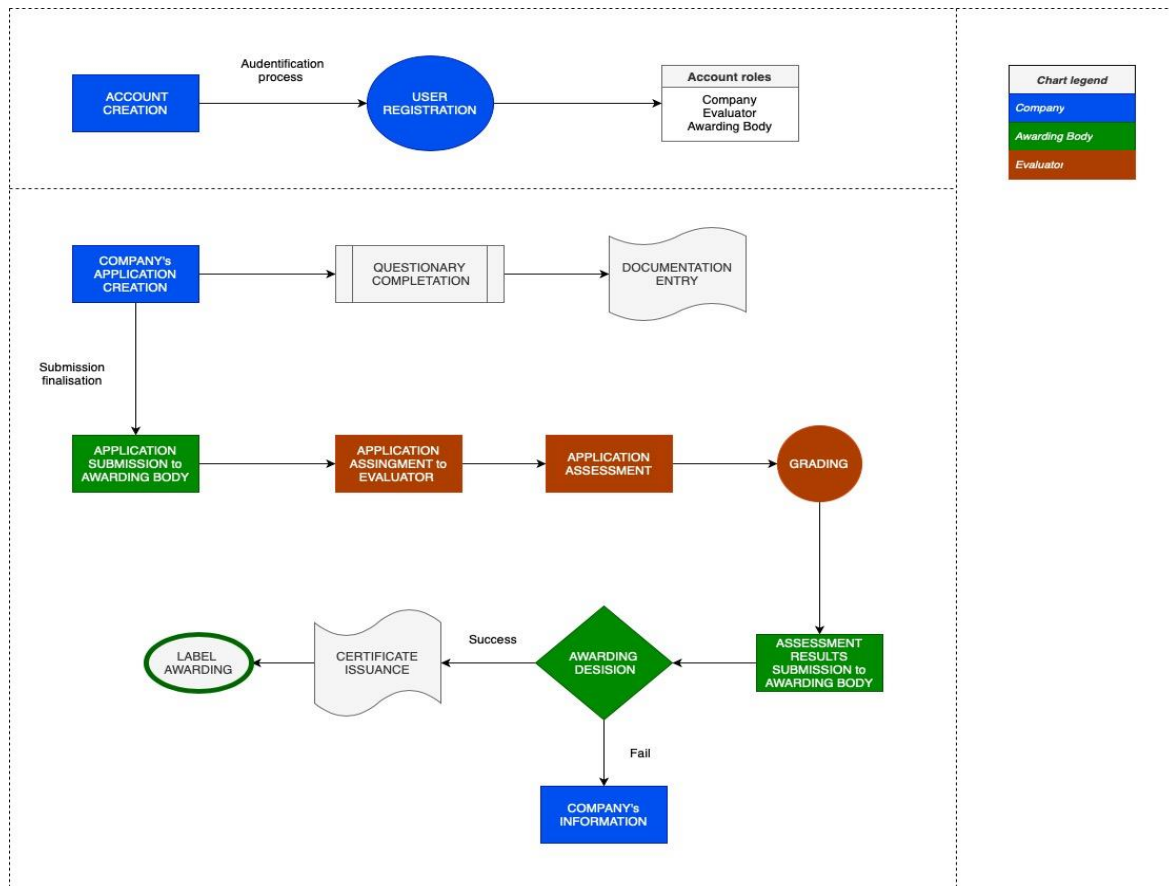 Audentification
process
ACCOUNT
CREATION
USER
REGISTRATION
Account roles
Company
Evaluator
Awarding Body
Chart legend
Company
Awarding Body
Evaluator
COMPANY's
APPLICATION
CREATION
QUESTIONARY
COMPLETATION
DOCUMENTATION
ENTRY
Submission
finalisation
APPLICATION
SUBMISSION to
AWARDING BODY
APPLICATION
ASSINGMENT to
EVALUATOR
APPLICATION
ASSESSMENT
GRADING
LABEL
AWARDING
CERTIFICATE
ISSUANCE
Success
AWARDING
DESISION
ASSESSMENT
RESULTS
SUBMISSION to
AWARDING BODY
Fail
COMPANY's
INFORMATION